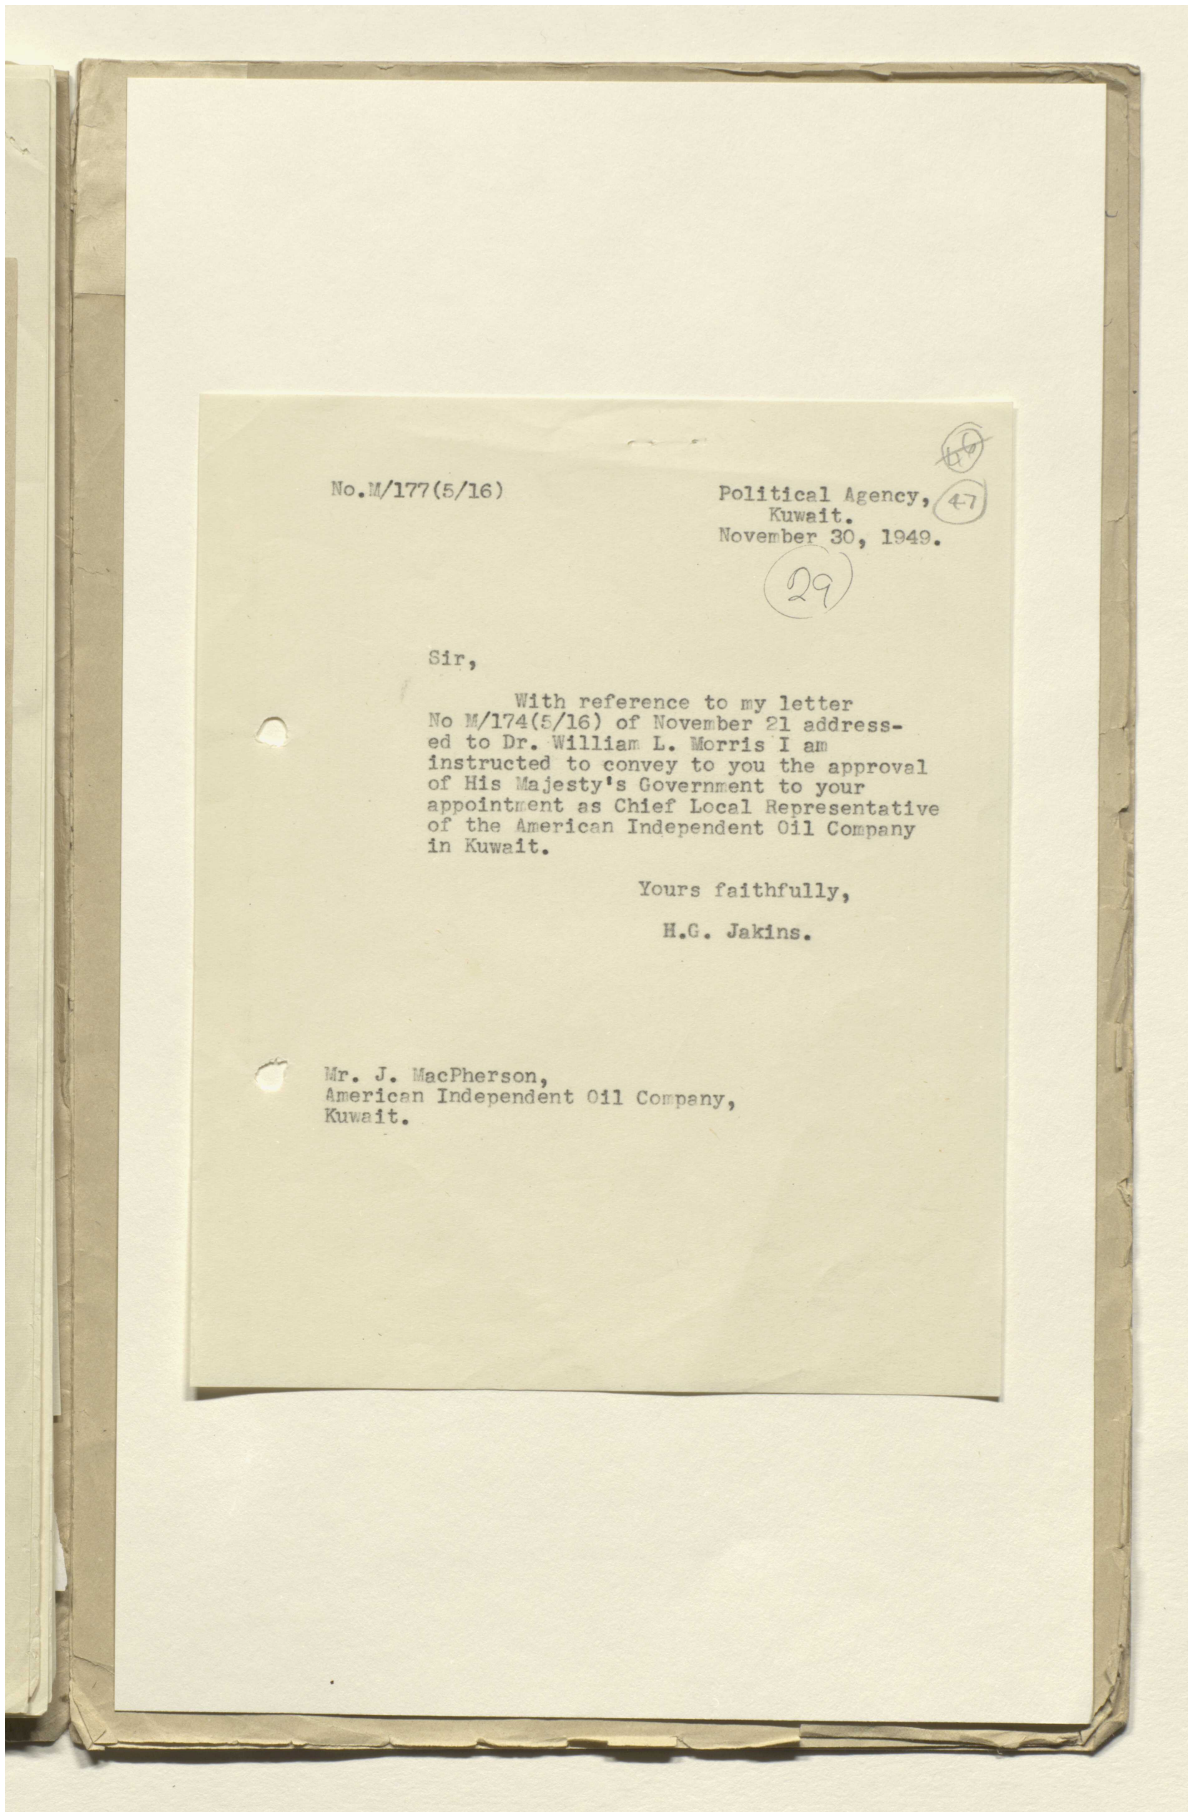 46
No.M/177(5/16)
Political Agency,
47
Kuwait.
November 30, 1949.
29
Sir,
With reference to my letter
No M/174(5/16) of November 21 address-
ed to Dr. William L. Morris I am
instructed to convey to you the approval
of His Majesty's Government to your
appointment as Chief Local Representative
of the American Independent Oil Company
in Kuwait.
Yours faithfully,
H.G. Jakins.
Mr. J. MacPherson,
American Independent Oil Company,
Kuwait.